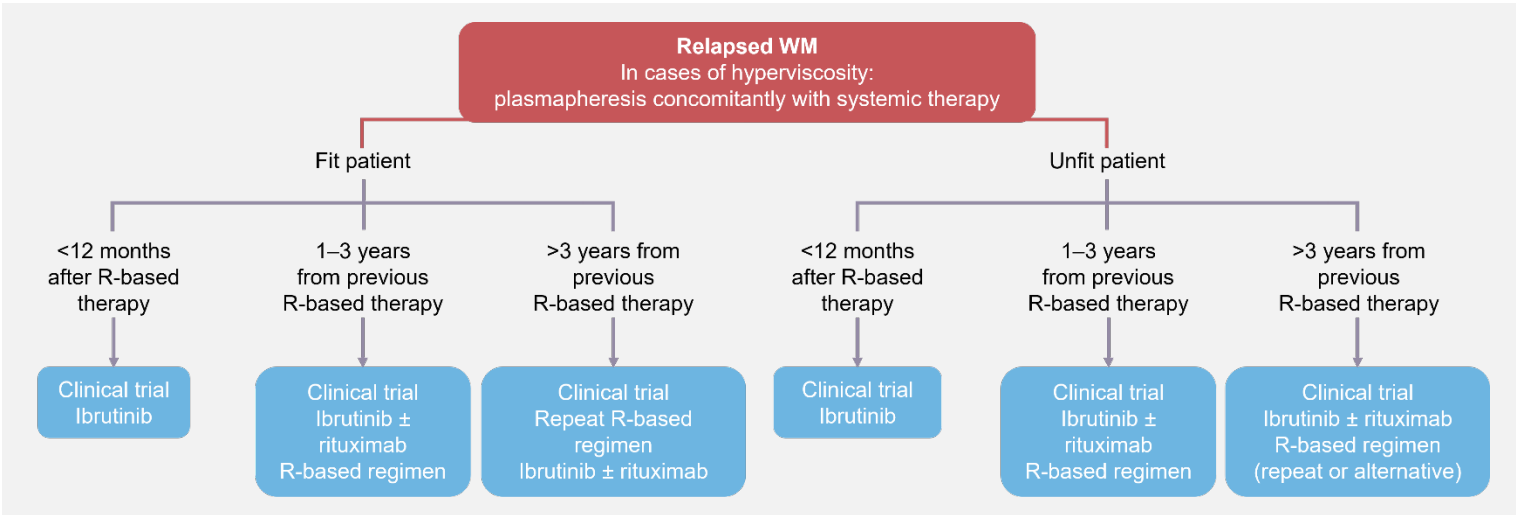 Relapsed WM
In cases of hyperviscosity:
plasmapheresis concomitantly with systemic therapy
Fit patient
Unfit patient
<12 months
after R-based
therapy
1–3 years
from previous
R-based therapy
>3 years from
previous
R-based therapy
<12 months
after R-based
therapy
1–3 years
from previous
R-based therapy
>3 years from
previous
R-based therapy
Clinical trial
Ibrutinib
Clinical trial
Ibrutinib ±
rituximab
R-based regimen
Clinical trial
Repeat R-based
regimen
Ibrutinib ± rituximab
Clinical trial
Ibrutinib
Clinical trial
Ibrutinib ±
rituximab
R-based regimen
Clinical trial
Ibrutinib ± rituximab
R-based regimen
(repeat or alternative)